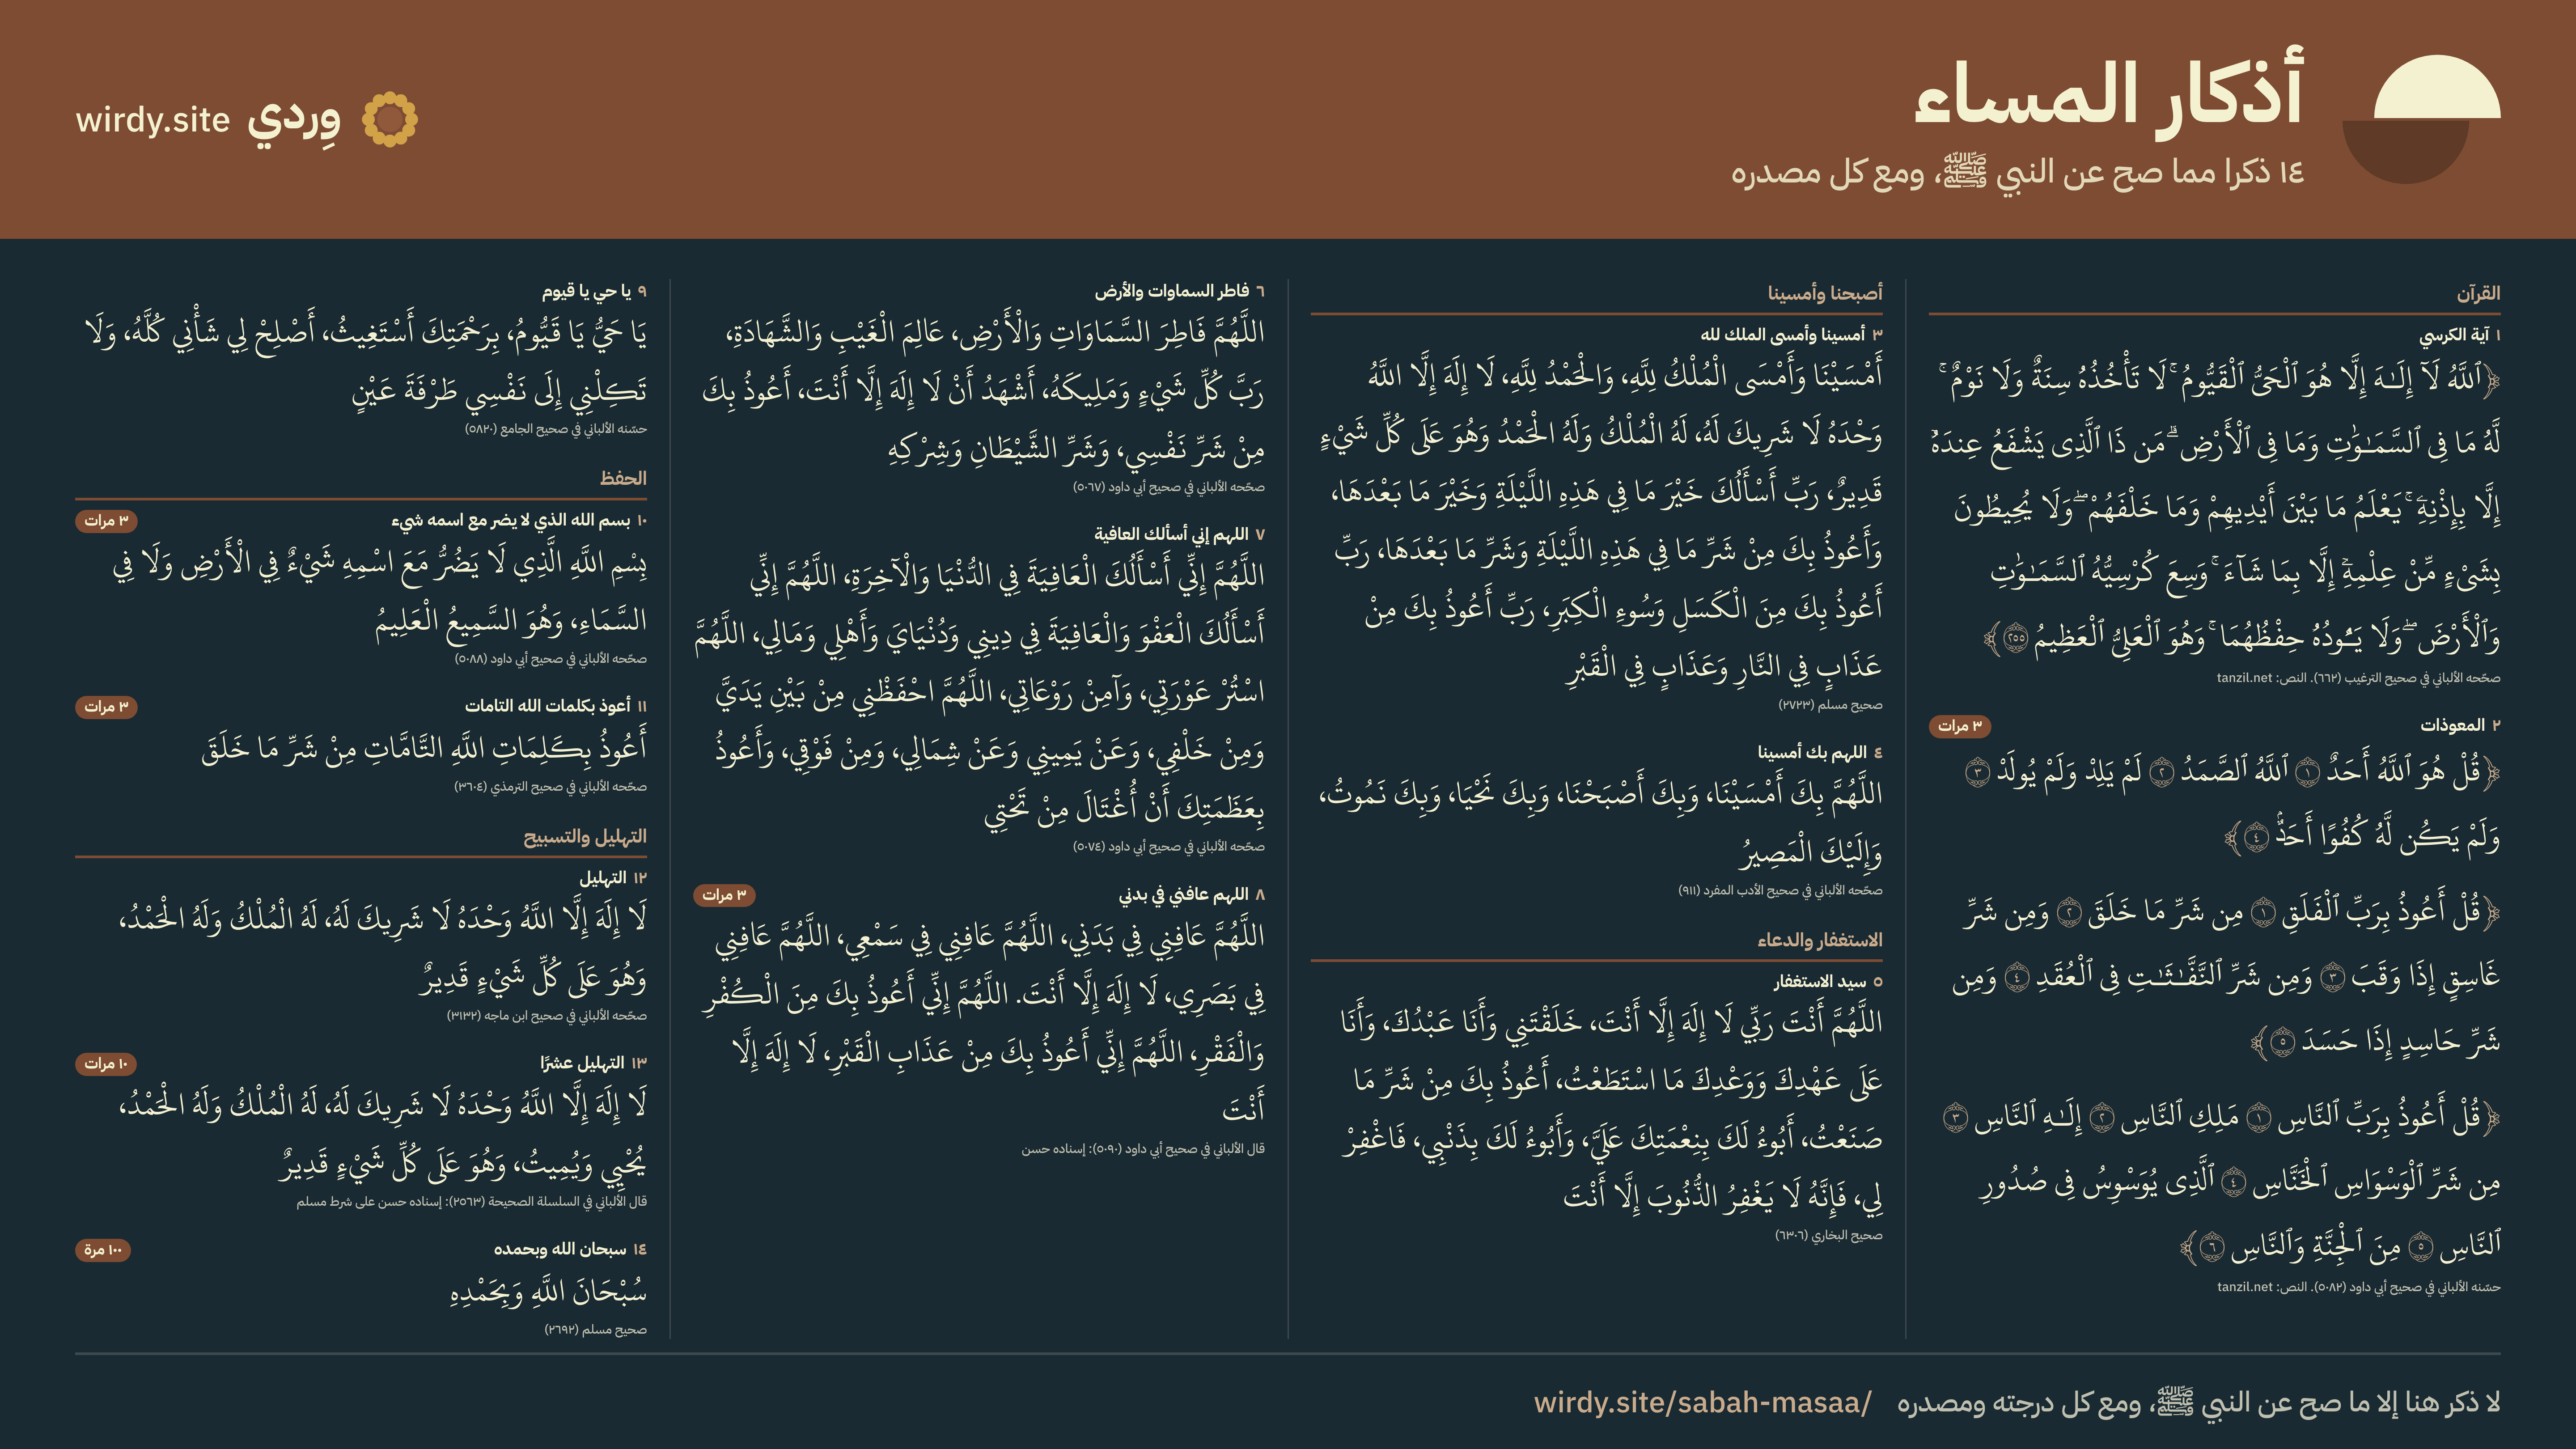 أذكار المساء
١٤ ذكرا مما صح عن النبي ﷺ، ومع كل مصدره
وِردي wirdy.site
القرآن
١ آية الكرسي
﴿ٱللَّهُ لَآ إِلَـٰهَ إِلَّا هُوَ ٱلْحَىُّ ٱلْقَيُّومُ ۚ لَا تَأْخُذُهُۥ سِنَةٌ وَلَا نَوْمٌ ۚ
لَّهُۥ مَا فِى ٱلسَّمَـٰوَٰتِ وَمَا فِى ٱلْأَرْضِ ۗ مَن ذَا ٱلَّذِى يَشْفَعُ عِندَهُۥٓ
إِلَّا بِإِذْنِهِۦ ۚ يَعْلَمُ مَا بَيْنَ أَيْدِيهِمْ وَمَا خَلْفَهُمْ ۖ وَلَا يُحِيطُونَ
بِشَىْءٍ مِّنْ عِلْمِهِۦٓ إِلَّا بِمَا شَآءَ ۚ وَسِعَ كُرْسِيُّهُ ٱلسَّمَـٰوَٰتِ
وَٱلْأَرْضَ ۖ وَلَا يَـُٔودُهُۥ حِفْظُهُمَا ۚ وَهُوَ ٱلْعَلِىُّ ٱلْعَظِيمُ ۝٢٥٥﴾
صحّحه الألباني في صحيح الترغيب (٦٦٢). النص: tanzil.net
٢ المعوذات
٣ مرات
﴿قُلْ هُوَ ٱللَّهُ أَحَدٌ ۝١ ٱللَّهُ ٱلصَّمَدُ ۝٢ لَمْ يَلِدْ وَلَمْ يُولَدْ ۝٣
وَلَمْ يَكُن لَّهُۥ كُفُوًا أَحَدٌۢ ۝٤﴾
﴿قُلْ أَعُوذُ بِرَبِّ ٱلْفَلَقِ ۝١ مِن شَرِّ مَا خَلَقَ ۝٢ وَمِن شَرِّ
غَاسِقٍ إِذَا وَقَبَ ۝٣ وَمِن شَرِّ ٱلنَّفَّـٰثَـٰتِ فِى ٱلْعُقَدِ ۝٤ وَمِن
شَرِّ حَاسِدٍ إِذَا حَسَدَ ۝٥﴾
﴿قُلْ أَعُوذُ بِرَبِّ ٱلنَّاسِ ۝١ مَلِكِ ٱلنَّاسِ ۝٢ إِلَـٰهِ ٱلنَّاسِ ۝٣
مِن شَرِّ ٱلْوَسْوَاسِ ٱلْخَنَّاسِ ۝٤ ٱلَّذِى يُوَسْوِسُ فِى صُدُورِ
ٱلنَّاسِ ۝٥ مِنَ ٱلْجِنَّةِ وَٱلنَّاسِ ۝٦﴾
حسّنه الألباني في صحيح أبي داود (٥٠٨٢). النص: tanzil.net
أصبحنا وأمسينا
٣ أمسينا وأمسى الملك لله
أَمْسَيْنَا وَأَمْسَى الْمُلْكُ لِلَّهِ، وَالْحَمْدُ لِلَّهِ، لَا إِلَهَ إِلَّا اللَّهُ
وَحْدَهُ لَا شَرِيكَ لَهُ، لَهُ الْمُلْكُ وَلَهُ الْحَمْدُ وَهُوَ عَلَى كُلِّ شَيْءٍ
قَدِيرٌ، رَبِّ أَسْأَلُكَ خَيْرَ مَا فِي هَذِهِ اللَّيْلَةِ وَخَيْرَ مَا بَعْدَهَا،
وَأَعُوذُ بِكَ مِنْ شَرِّ مَا فِي هَذِهِ اللَّيْلَةِ وَشَرِّ مَا بَعْدَهَا، رَبِّ
أَعُوذُ بِكَ مِنَ الْكَسَلِ وَسُوءِ الْكِبَرِ، رَبِّ أَعُوذُ بِكَ مِنْ
عَذَابٍ فِي النَّارِ وَعَذَابٍ فِي الْقَبْرِ
صحيح مسلم (٢٧٢٣)
٤ اللهم بك أمسينا
اللَّهُمَّ بِكَ أَمْسَيْنَا، وَبِكَ أَصْبَحْنَا، وَبِكَ نَحْيَا، وَبِكَ نَمُوتُ،
وَإِلَيْكَ الْمَصِيرُ
صحّحه الألباني في صحيح الأدب المفرد (٩١١)
الاستغفار والدعاء
٥ سيد الاستغفار
اللَّهُمَّ أَنْتَ رَبِّي لَا إِلَهَ إِلَّا أَنْتَ، خَلَقْتَنِي وَأَنَا عَبْدُكَ، وَأَنَا
عَلَى عَهْدِكَ وَوَعْدِكَ مَا اسْتَطَعْتُ، أَعُوذُ بِكَ مِنْ شَرِّ مَا
صَنَعْتُ، أَبُوءُ لَكَ بِنِعْمَتِكَ عَلَيَّ، وَأَبُوءُ لَكَ بِذَنْبِي، فَاغْفِرْ
لِي، فَإِنَّهُ لَا يَغْفِرُ الذُّنُوبَ إِلَّا أَنْتَ
صحيح البخاري (٦٣٠٦)
٦ فاطر السماوات والأرض
اللَّهُمَّ فَاطِرَ السَّمَاوَاتِ وَالْأَرْضِ، عَالِمَ الْغَيْبِ وَالشَّهَادَةِ،
رَبَّ كُلِّ شَيْءٍ وَمَلِيكَهُ، أَشْهَدُ أَنْ لَا إِلَهَ إِلَّا أَنْتَ، أَعُوذُ بِكَ
مِنْ شَرِّ نَفْسِي، وَشَرِّ الشَّيْطَانِ وَشِرْكِهِ
صحّحه الألباني في صحيح أبي داود (٥٠٦٧)
٧ اللهم إني أسألك العافية
اللَّهُمَّ إِنِّي أَسْأَلُكَ الْعَافِيَةَ فِي الدُّنْيَا وَالْآخِرَةِ، اللَّهُمَّ إِنِّي
أَسْأَلُكَ الْعَفْوَ وَالْعَافِيَةَ فِي دِينِي وَدُنْيَايَ وَأَهْلِي وَمَالِي، اللَّهُمَّ
اسْتُرْ عَوْرَتِي، وَآمِنْ رَوْعَاتِي، اللَّهُمَّ احْفَظْنِي مِنْ بَيْنِ يَدَيَّ
وَمِنْ خَلْفِي، وَعَنْ يَمِينِي وَعَنْ شِمَالِي، وَمِنْ فَوْقِي، وَأَعُوذُ
بِعَظَمَتِكَ أَنْ أُغْتَالَ مِنْ تَحْتِي
صحّحه الألباني في صحيح أبي داود (٥٠٧٤)
٨ اللهم عافني في بدني
٣ مرات
اللَّهُمَّ عَافِنِي فِي بَدَنِي، اللَّهُمَّ عَافِنِي فِي سَمْعِي، اللَّهُمَّ عَافِنِي
فِي بَصَرِي، لَا إِلَهَ إِلَّا أَنْتَ. اللَّهُمَّ إِنِّي أَعُوذُ بِكَ مِنَ الْكُفْرِ
وَالْفَقْرِ، اللَّهُمَّ إِنِّي أَعُوذُ بِكَ مِنْ عَذَابِ الْقَبْرِ، لَا إِلَهَ إِلَّا
أَنْتَ
قال الألباني في صحيح أبي داود (٥٠٩٠): إسناده حسن
٩ يا حي يا قيوم
يَا حَيُّ يَا قَيُّومُ، بِرَحْمَتِكَ أَسْتَغِيثُ، أَصْلِحْ لِي شَأْنِي كُلَّهُ، وَلَا
تَكِلْنِي إِلَى نَفْسِي طَرْفَةَ عَيْنٍ
حسّنه الألباني في صحيح الجامع (٥٨٢٠)
الحفظ
١٠ بسم الله الذي لا يضر مع اسمه شيء
٣ مرات
بِسْمِ اللَّهِ الَّذِي لَا يَضُرُّ مَعَ اسْمِهِ شَيْءٌ فِي الْأَرْضِ وَلَا فِي
السَّمَاءِ، وَهُوَ السَّمِيعُ الْعَلِيمُ
صحّحه الألباني في صحيح أبي داود (٥٠٨٨)
١١ أعوذ بكلمات الله التامات
٣ مرات
أَعُوذُ بِكَلِمَاتِ اللَّهِ التَّامَّاتِ مِنْ شَرِّ مَا خَلَقَ
صحّحه الألباني في صحيح الترمذي (٣٦٠٤)
التهليل والتسبيح
١٢ التهليل
لَا إِلَهَ إِلَّا اللَّهُ وَحْدَهُ لَا شَرِيكَ لَهُ، لَهُ الْمُلْكُ وَلَهُ الْحَمْدُ،
وَهُوَ عَلَى كُلِّ شَيْءٍ قَدِيرٌ
صحّحه الألباني في صحيح ابن ماجه (٣١٣٢)
١٣ التهليل عشرًا
١٠ مرات
لَا إِلَهَ إِلَّا اللَّهُ وَحْدَهُ لَا شَرِيكَ لَهُ، لَهُ الْمُلْكُ وَلَهُ الْحَمْدُ،
يُحْيِي وَيُمِيتُ، وَهُوَ عَلَى كُلِّ شَيْءٍ قَدِيرٌ
قال الألباني في السلسلة الصحيحة (٢٥٦٣): إسناده حسن على شرط مسلم
١٤ سبحان الله وبحمده
١٠٠ مرة
سُبْحَانَ اللَّهِ وَبِحَمْدِهِ
صحيح مسلم (٢٦٩٢)
لا ذكر هنا إلا ما صح عن النبي ﷺ، ومع كل درجته ومصدره wirdy.site/sabah-masaa/